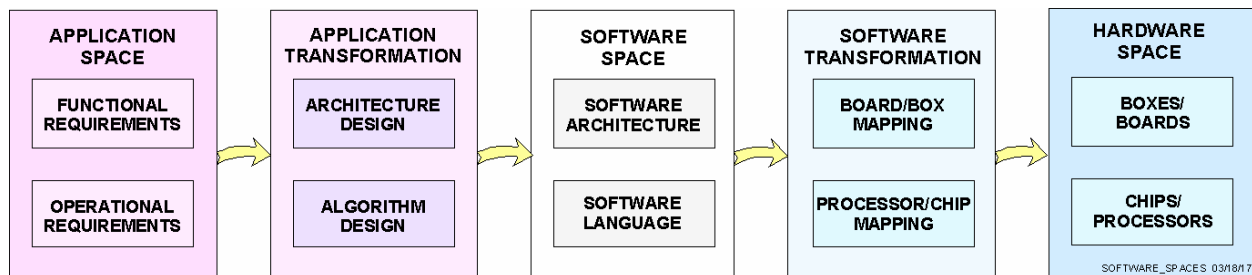 APPLICATION
SPACE
FUNCTIONAL
REQUIREMENTS
OPERATIONAL
REQUIREMENTS
APPLICATION
TRANSFORMATION
ARCHITECTURE
DESIGN
ALGORITHM
DESIGN
SOFTWARE
SPACE
SOFTWARE
ARCHITECTURE
SOFTWARE
LANGUAGE
SOFTWARE
TRANSFORMATION
BOARD/BOX
MAPPING
PROCESSOR/CHIP
MAPPING
HARDWARE
SPACE
BOXES/
BOARDS
CHIPS/
PROCESSORS
SOFTWARE_SPACES 03/18/17